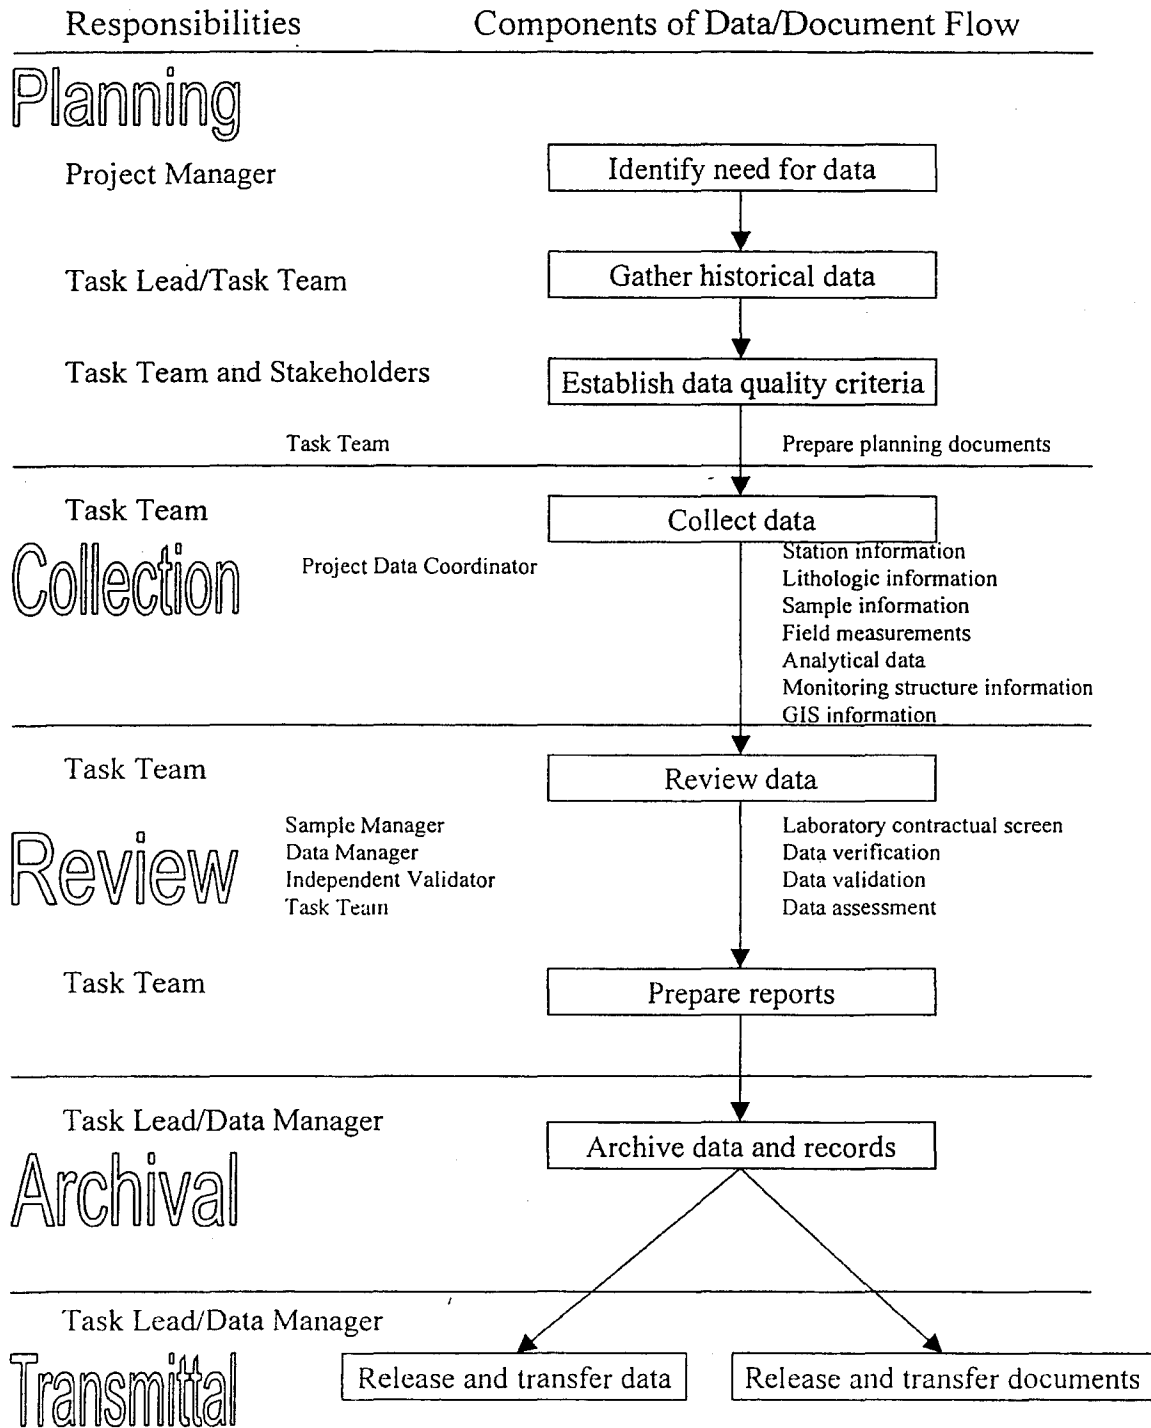 Responsibilities Components of Data/Document Flow
Planning
Project Manager Identify need for data
Task Lead/Task Team Gather historical data
Task Team and Stakeholders Establish data quality criteria
Task Team Prepare planning documents
Task Team Collect data
Collection Project Data Coordinator Station information
Lithologic information
Sample information
Field measurements
Analytical data
Monitoring structure information
GIS information
Task Team Review data
Review
Sample Manager Laboratory contractual screen
Data Manager Data verification
Independent Validator Data validation
Task Team Data assessment
Task Team Prepare reports
Task Lead/Data Manager Archive data and records
Archival
Task Lead/Data Manager
Transmittal Release and transfer data Release and transfer documents